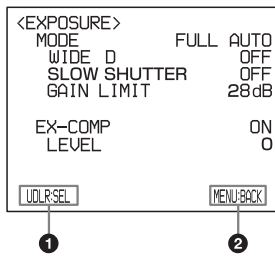 <EXPOSURE>
MODE FULL AUTO
WIDE D OFF
SLOW SHUTTER OFF
GAIN LIMIT 28dB
EX-COMP ON
LEVEL 0
UDLR:SEL MENU:BACK
1 2